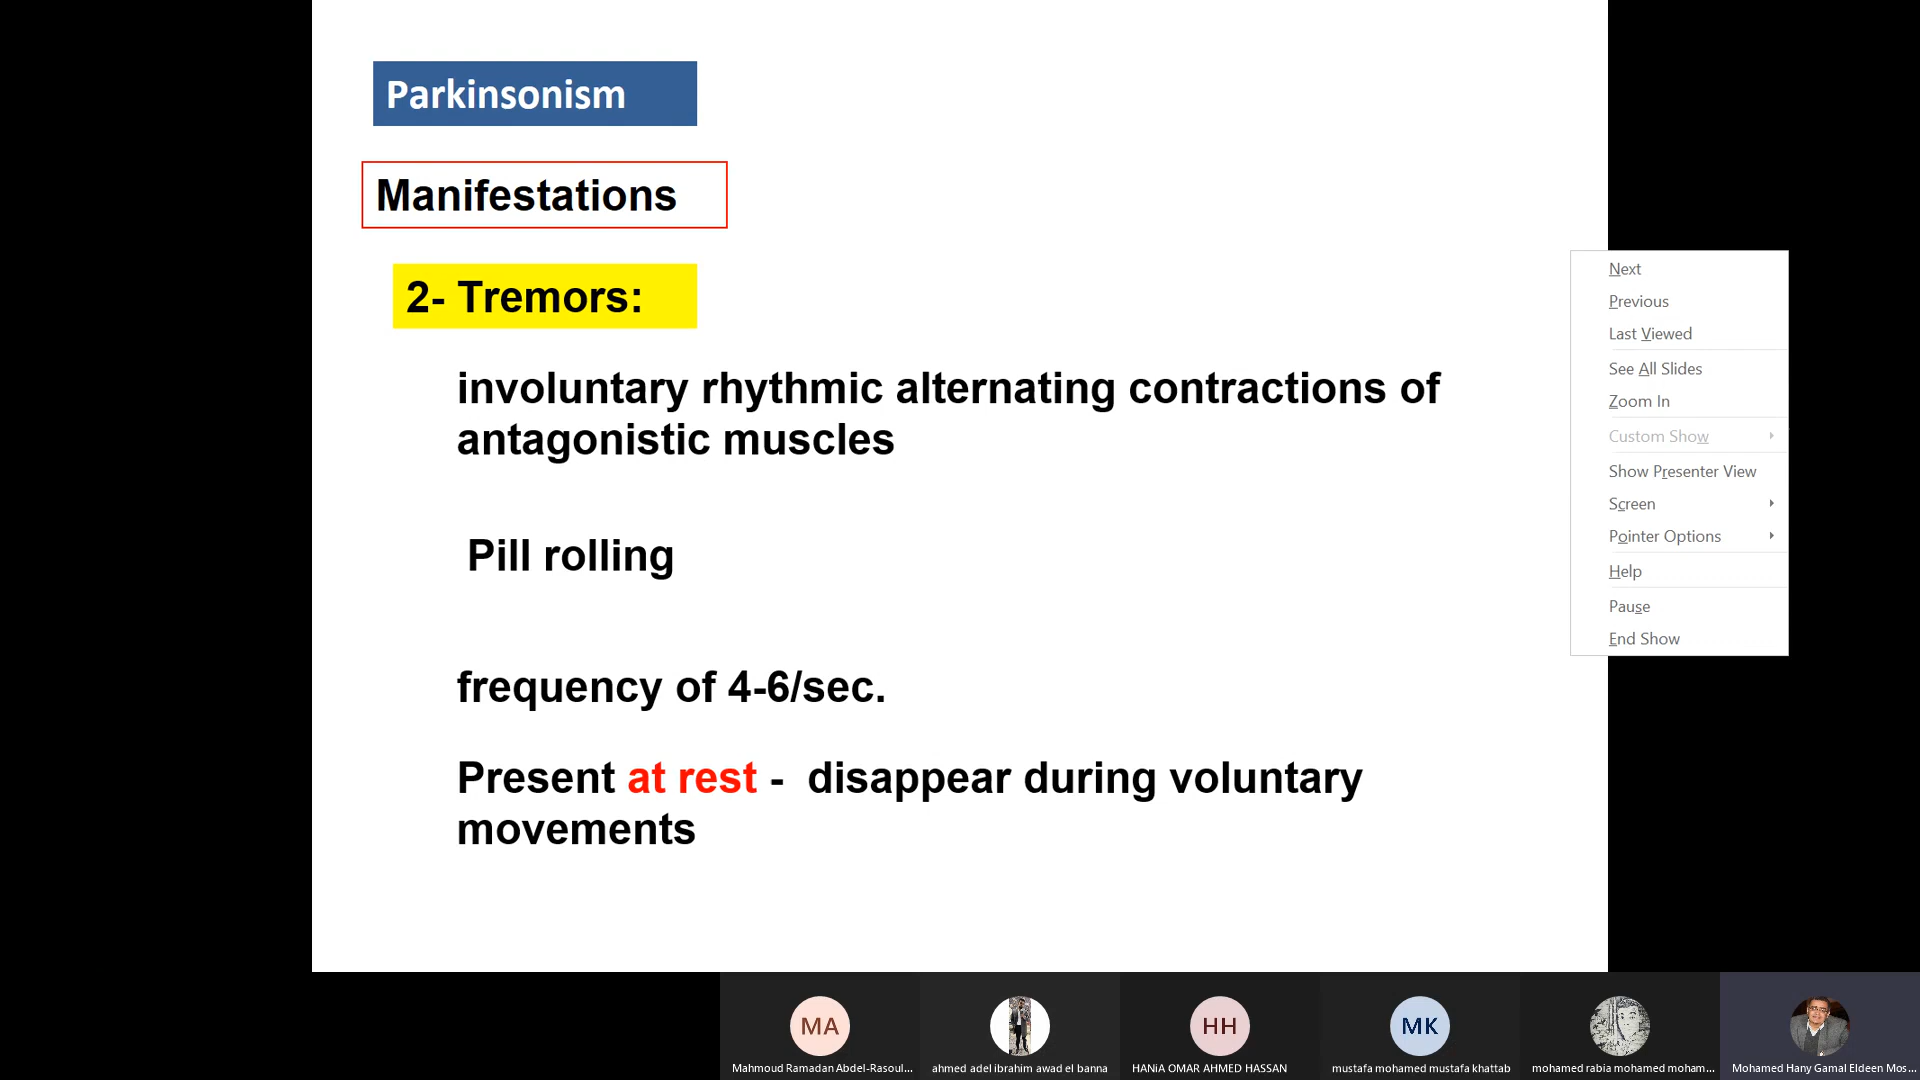 Parkinsonism
Manifestations
2- Tremors:
involuntary rhythmic alternating contractions of
antagonistic muscles
Pill rolling
frequency of 4-6/sec.
Present at rest - disappear during voluntary
movements
Next
Previous
Last Viewed
See All Slides
Zoom In
Custom Show
Show Presenter View
Screen
Pointer Options
Help
Pause
End Show
MA
HH
MK
Mahmoud Ramadan Abdel-Rasoul...
ahmed adel ibrahim awad el banna
HANiA OMAR AHMED HASSAN
mustafa mohamed mustafa khattab
mohamed rabia mohamed moham...
Mohamed Hany Gamal Eldeen Mos...